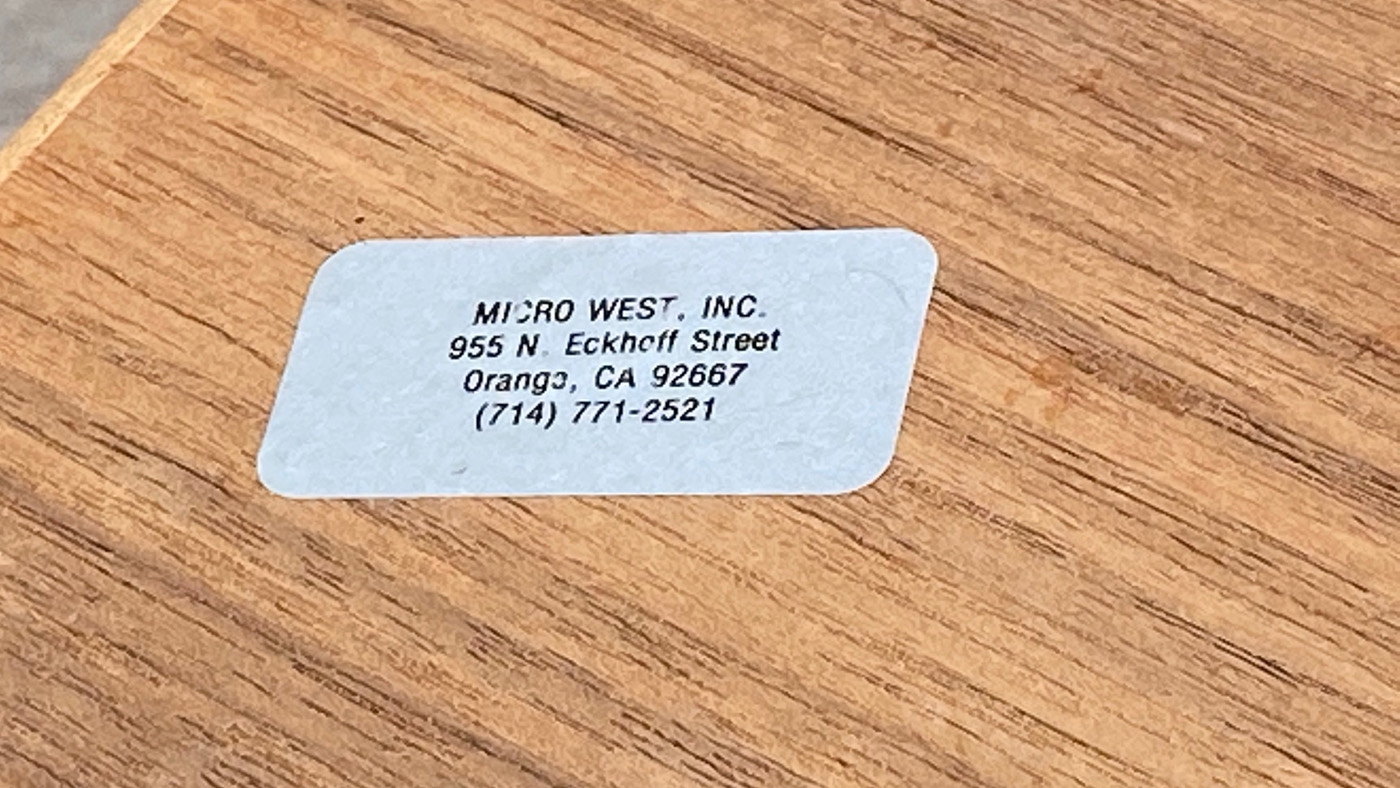 MICRO WEST, INC.
955 N. Eckhoff Street
Orange, CA 92667
(714) 771-2521